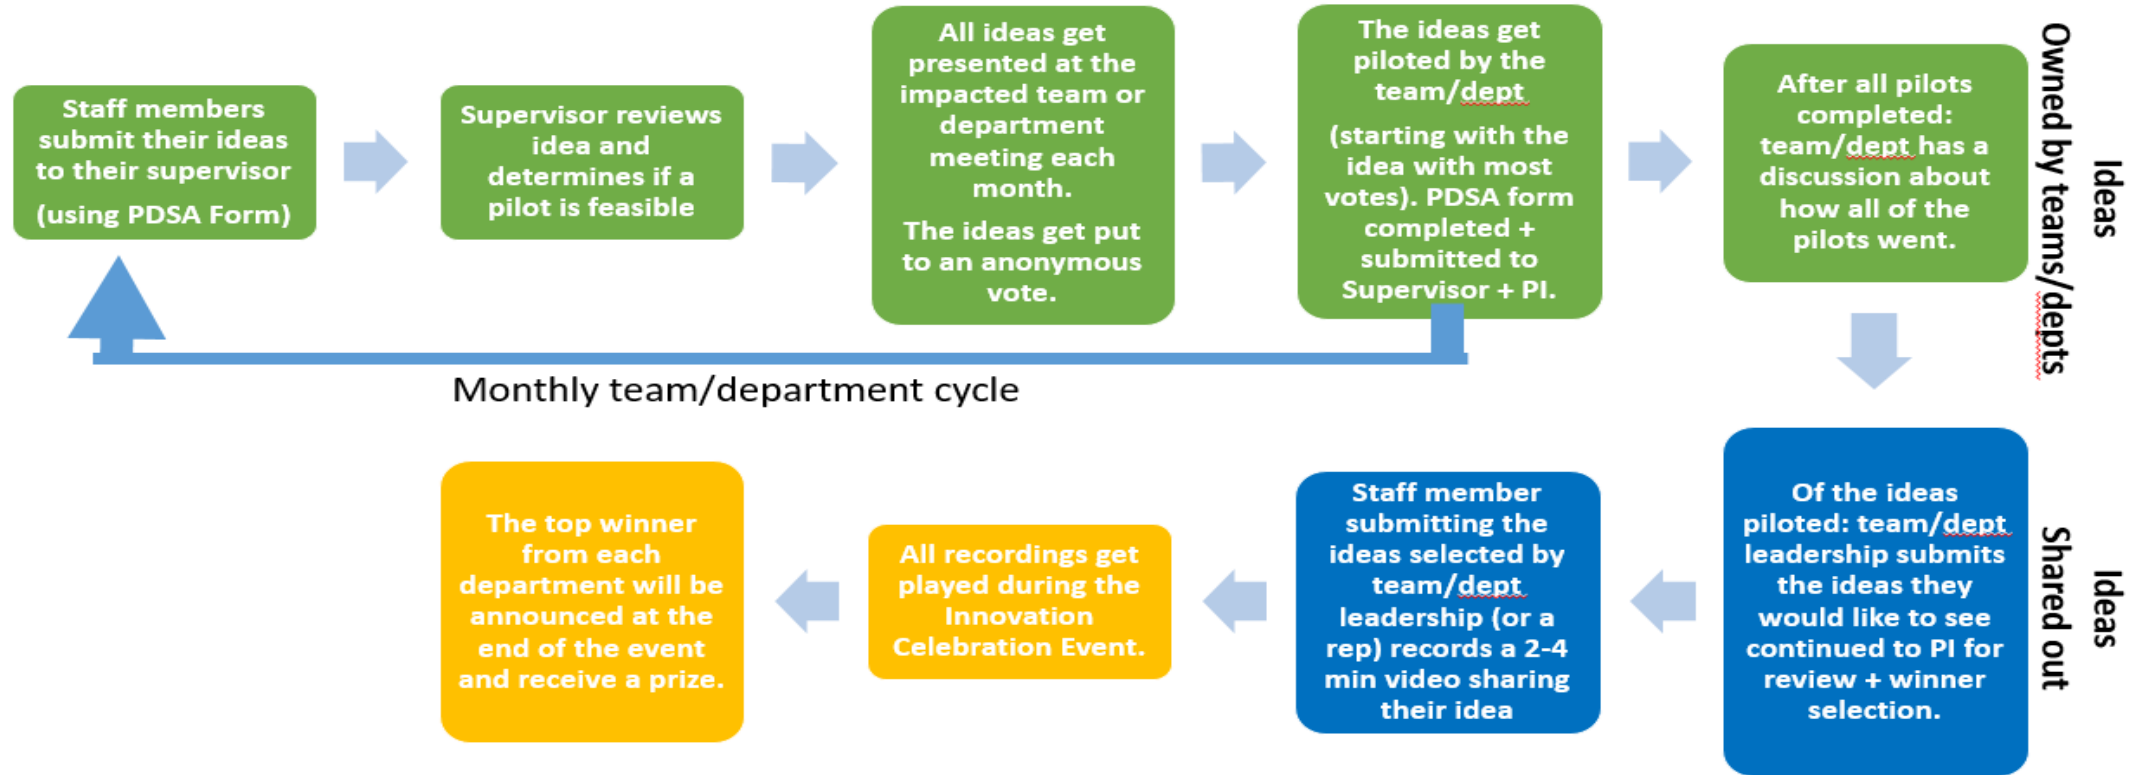 Staff members
submit their ideas
to their supervisor
(using PDSA Form)
Supervisor reviews
idea and
determines if a
pilot is feasible
All ideas get
presented at the
impacted team or
department
meeting each
month.
The ideas get put
to an anonymous
vote.
The ideas get
piloted by the
team/dept
(starting with the
idea with most
votes). PDSA form
completed +
submitted to
Supervisor + PI.
After all pilots
completed:
team/dept has a
discussion about
how all of the
pilots went.
Ideas
Owned by teams/depts
Monthly team/department cycle
Of the ideas
piloted: team/dept
leadership submits
the ideas they
would like to see
continued to PI for
review + winner
selection.
Staff member
submitting the
ideas selected by
team/dept
leadership (or a
rep) records a 2-4
min video sharing
their idea
All recordings get
played during the
Innovation
Celebration Event.
The top winner
from each
department will be
announced at the
end of the event
and receive a prize.
Ideas
Shared out